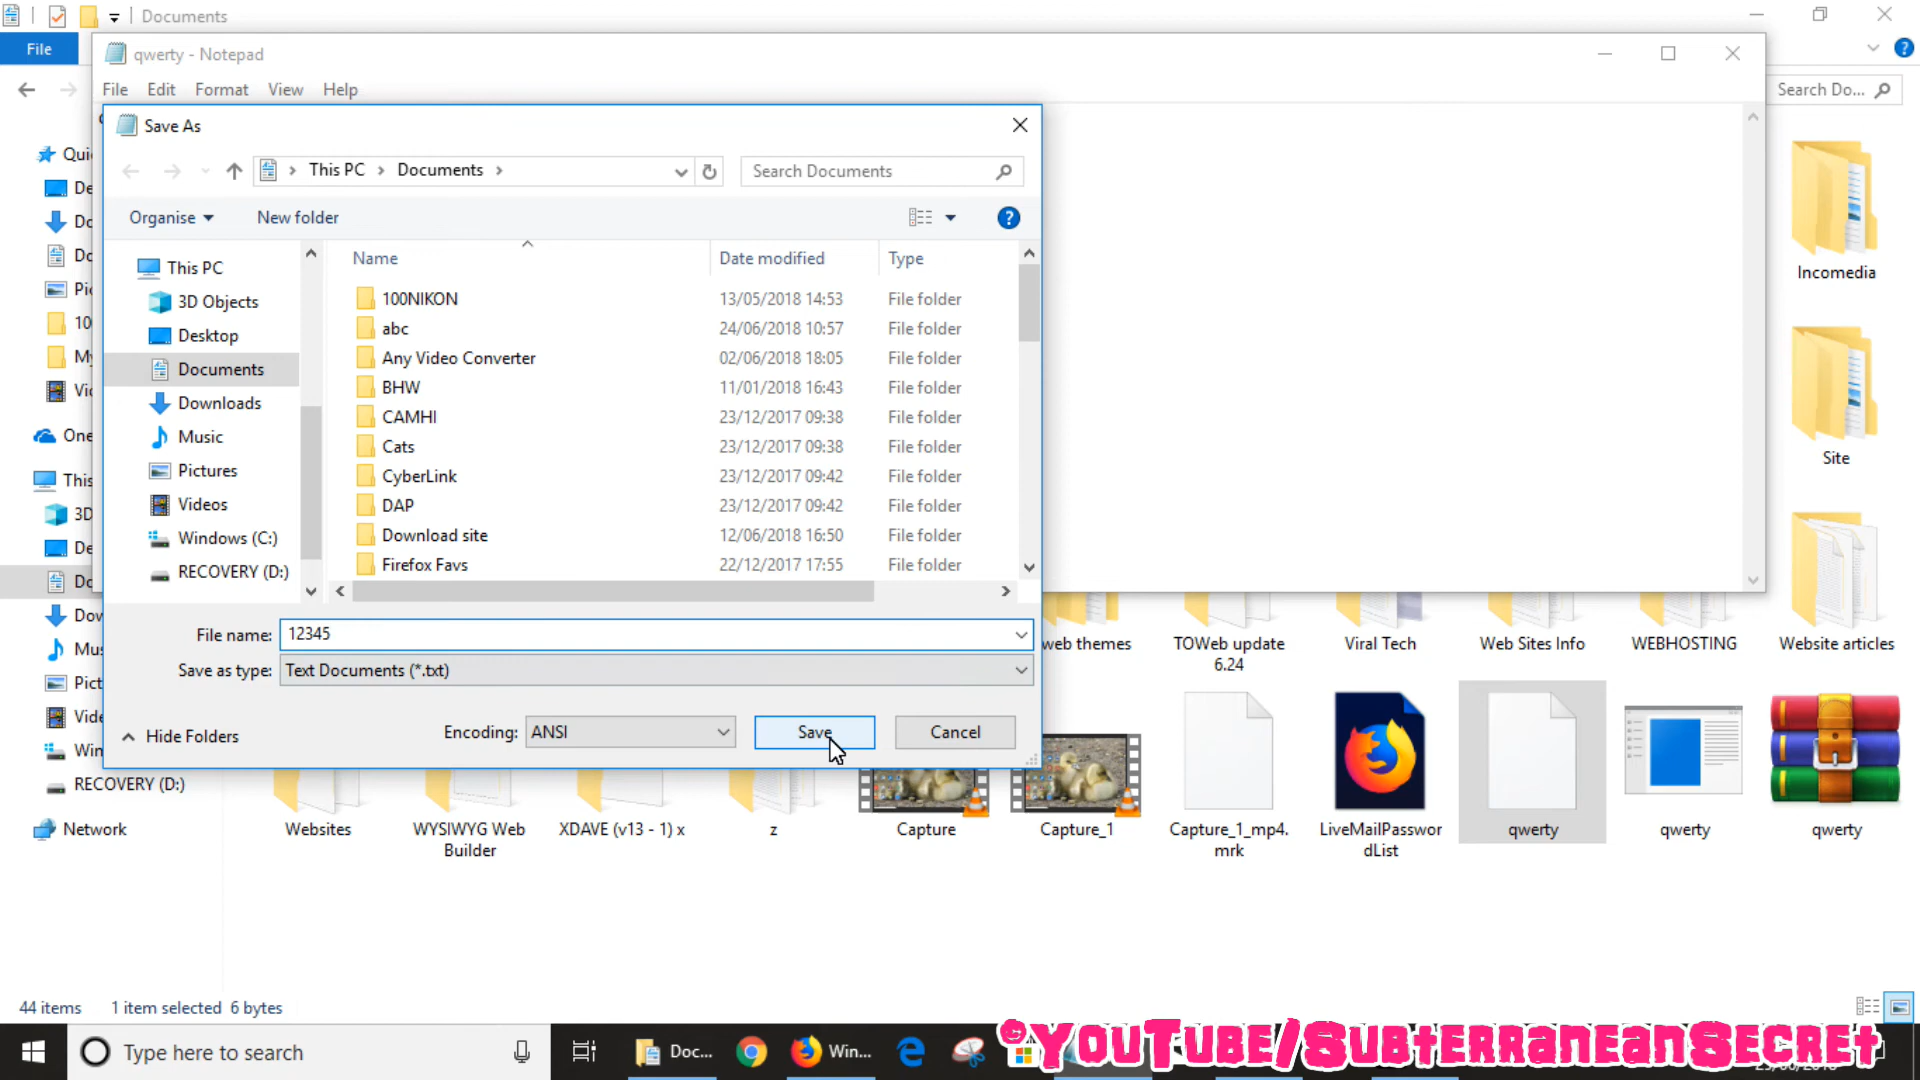 Documents
File
qwerty - Notepad
File Edit Format View Help
Search Do...
Save As
This PC Documents
Search Documents
Organise New folder
Name Date modified Type
This PC
3D Objects
Desktop
Documents
Downloads
Music
Pictures
Videos
Windows (C:)
RECOVERY (D:)
100NIKON 13/05/2018 14:53 File folder
abc 24/06/2018 10:57 File folder
Any Video Converter 02/06/2018 18:05 File folder
BHW 11/01/2018 16:43 File folder
CAMHI 23/12/2017 09:38 File folder
Cats 23/12/2017 09:38 File folder
CyberLink 23/12/2017 09:42 File folder
DAP 23/12/2017 09:42 File folder
Download site 12/06/2018 16:50 File folder
Firefox Favs 22/12/2017 17:55 File folder
File name: 12345
Save as type: Text Documents (*.txt)
Hide Folders
Encoding: ANSI
Save Cancel
Incomedia
Site
web themes
TOWeb update
6.24
Viral Tech
Web Sites Info
WEBHOSTING
Website articles
RECOVERY (D:)
Network
Websites
WYSIWYG Web
Builder
XDAVE (v13 - 1) x
z
Capture
Capture_1
Capture_1_mp4.
mrk
LiveMailPasswor
dList
qwerty
qwerty
qwerty
44 items 1 item selected 6 bytes
Type here to search
Doc...
Win...
©YouTube/SubterraneanSecret